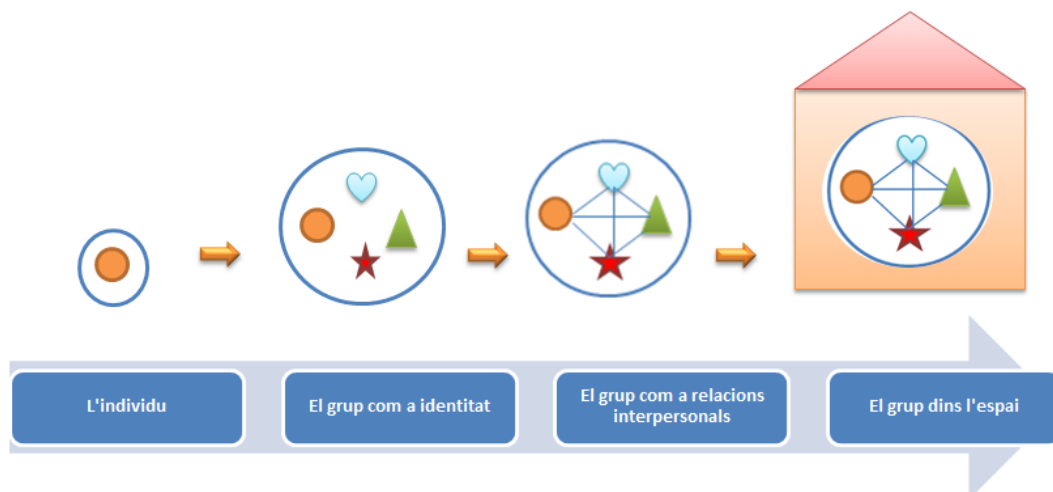 L'individu
El grup com a identitat
El grup com a relacions
interpersonals
El grup dins l'espai